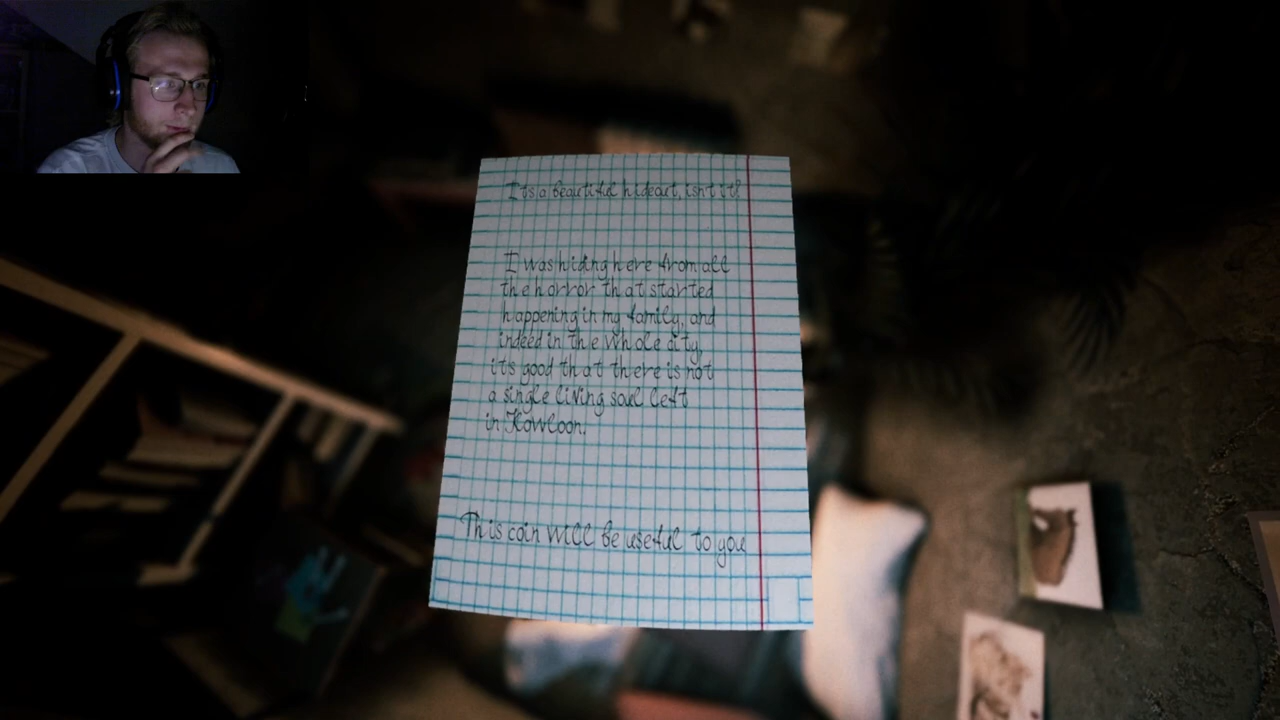 Its a beautiful hideout, isnt it?
I was hiding here from all
the horror that started
happening in my family, and
indeed in the whole city,
it's good that there is not
a single living soul left
in Kowloon.
This coin will be useful to you